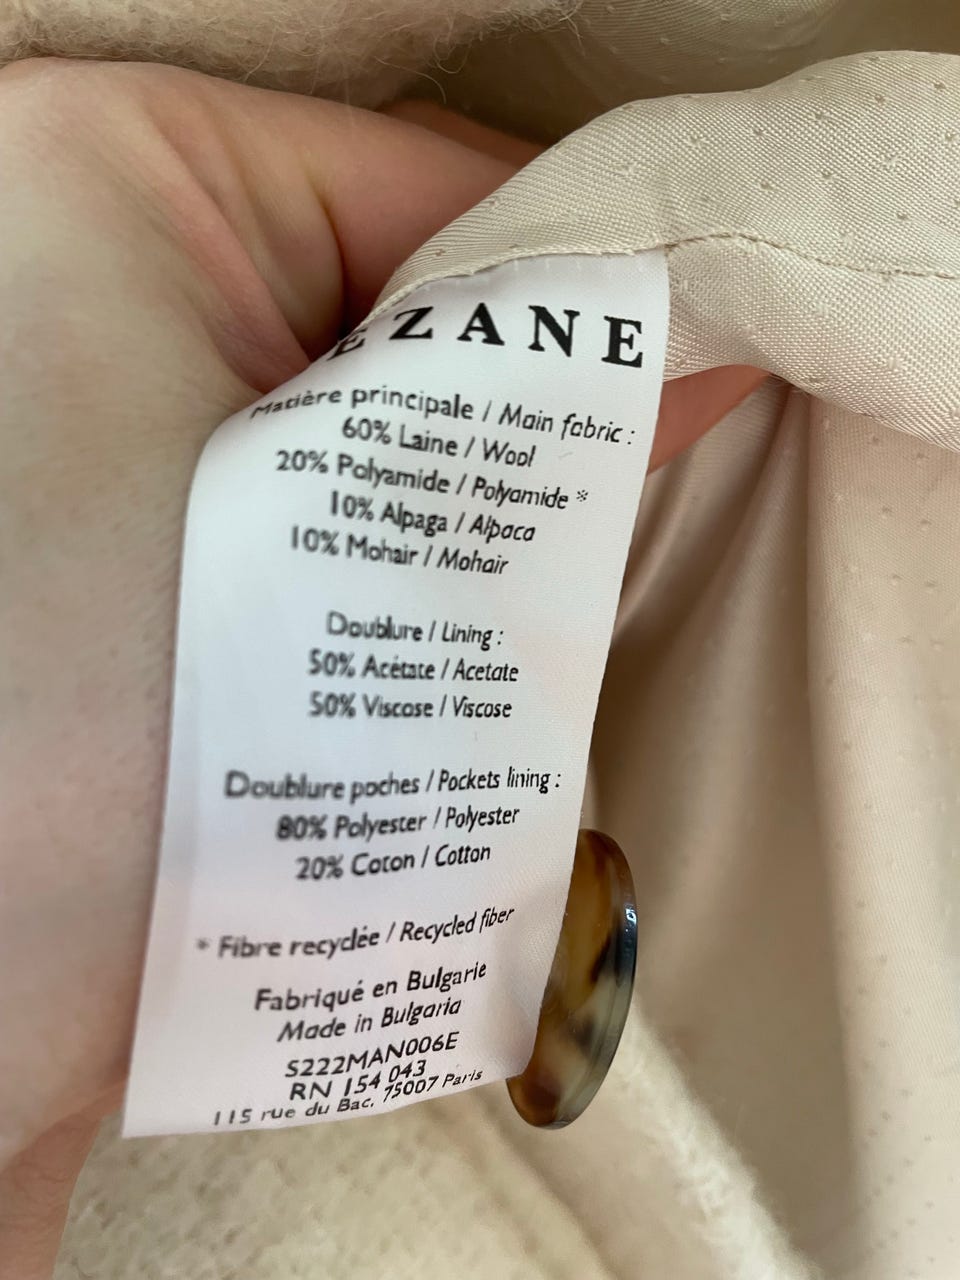 ÉZANE
Matière principale / Main fabric :
60% Laine / Wool
20% Polyamide / Polyamide *
10% Alpaga / Alpaca
10% Mohair / Mohair
Doublure / Lining :
50% Acétate / Acetate
50% Viscose / Viscose
Doublure poches / Pockets lining :
80% Polyester / Polyester
20% Coton / Cotton
* Fibre recyclée / Recycled fiber
Fabriqué en Bulgarie
Made in Bulgaria
S222MAN006E
RN 154 043
115 rue du Bac. 75007 Paris